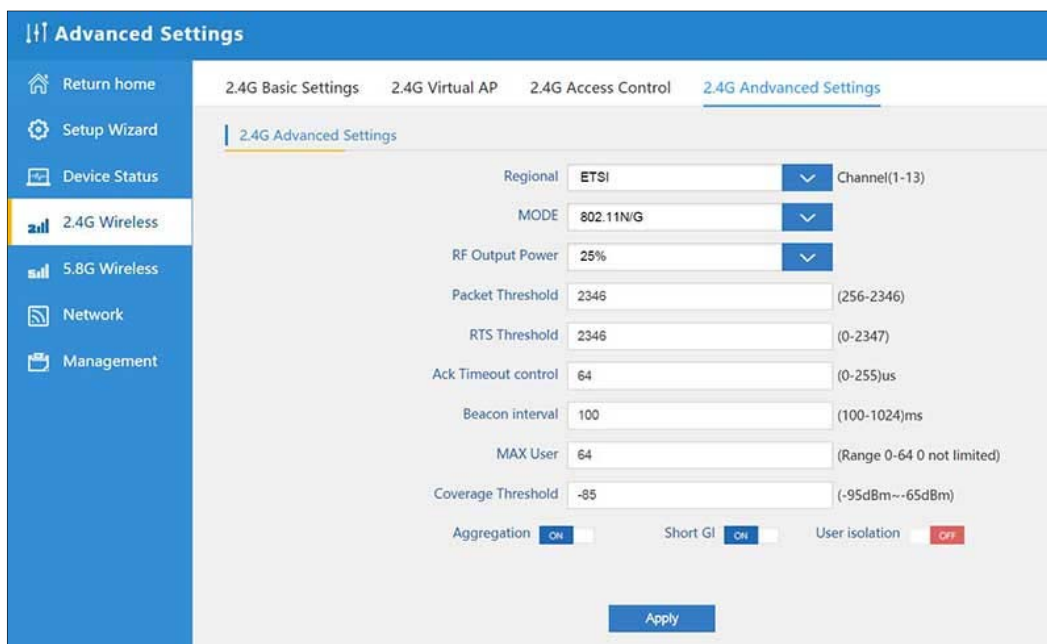 Advanced Settings
Return home
Setup Wizard
Device Status
2.4G Wireless
5.8G Wireless
Network
Management
2.4G Basic Settings 2.4G Virtual AP 2.4G Access Control 2.4G Andvanced Settings
2.4G Advanced Settings
Regional ETSI Channel(1-13)
MODE 802.11N/G
RF Output Power 25%
Packet Threshold 2346 (256-2346)
RTS Threshold 2346 (0-2347)
Ack Timeout control 64 (0-255)us
Beacon interval 100 (100-1024)ms
MAX User 64 (Range 0-64 0 not limited)
Coverage Threshold -85 (-95dBm~-65dBm)
Aggregation ON Short GI ON User isolation OFF
Apply